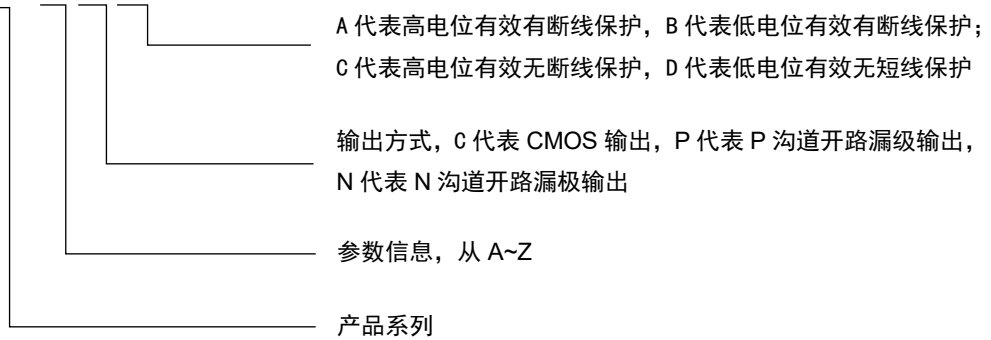 A 代表高电位有效有断线保护，B 代表低电位有效有断线保护；
C 代表高电位有效无断线保护，D 代表低电位有效无短线保护
输出方式，C 代表 CMOS 输出，P 代表 P 沟道开路漏级输出，
N 代表 N 沟道开路漏极输出
参数信息，从 A~Z
产品系列